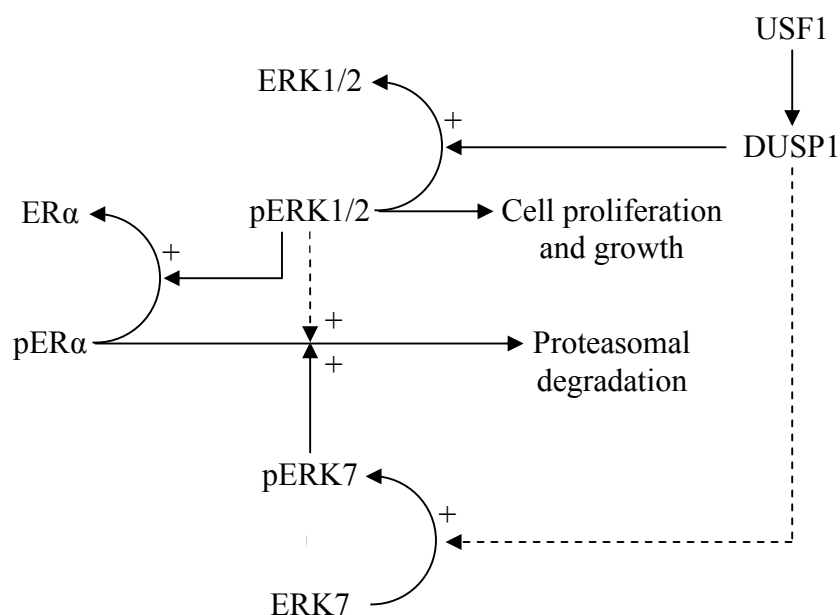 USF1
ERK1/2
+
DUSP1
ERα
pERK1/2
Cell proliferation
and growth
+
+
pERα
Proteasomal
degradation
+
pERK7
+
ERK7